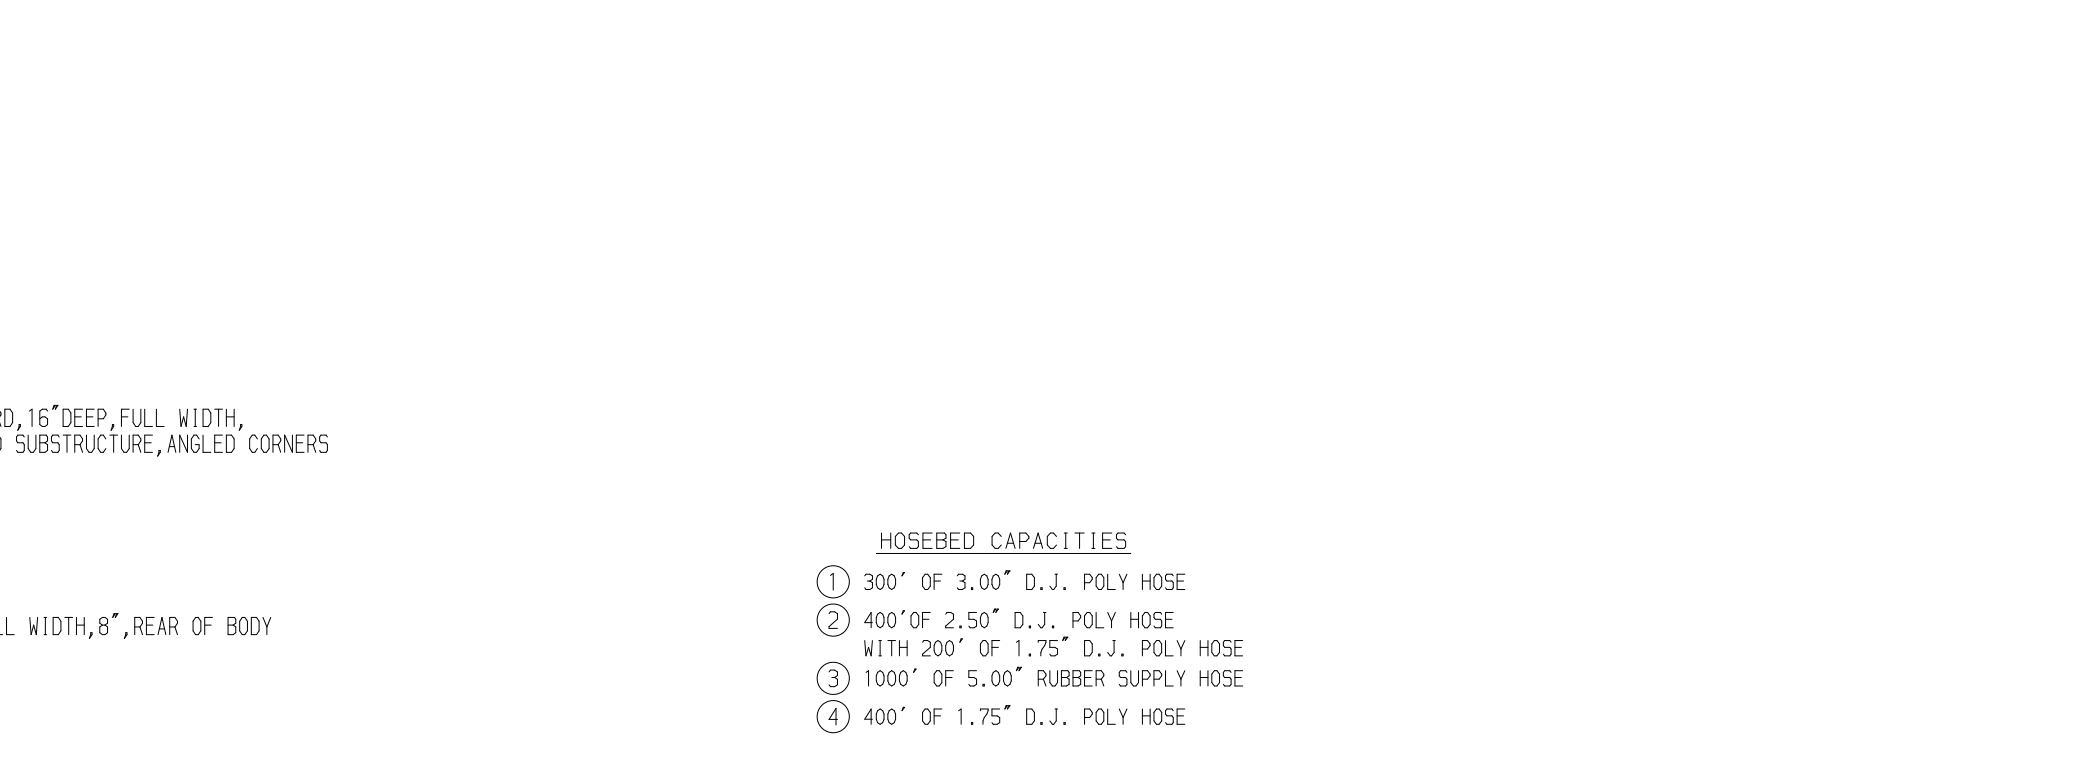 ,16"DEEP,FULL WIDTH,
SUBSTRUCTURE,ANGLED CORNERS
WIDTH,8",REAR OF BODY
HOSEBED CAPACITIES
1 300' OF 3.00" D.J. POLY HOSE
2 400'OF 2.50" D.J. POLY HOSE
WITH 200' OF 1.75" D.J. POLY HOSE
3 1000' OF 5.00" RUBBER SUPPLY HOSE
4 400' OF 1.75" D.J. POLY HOSE